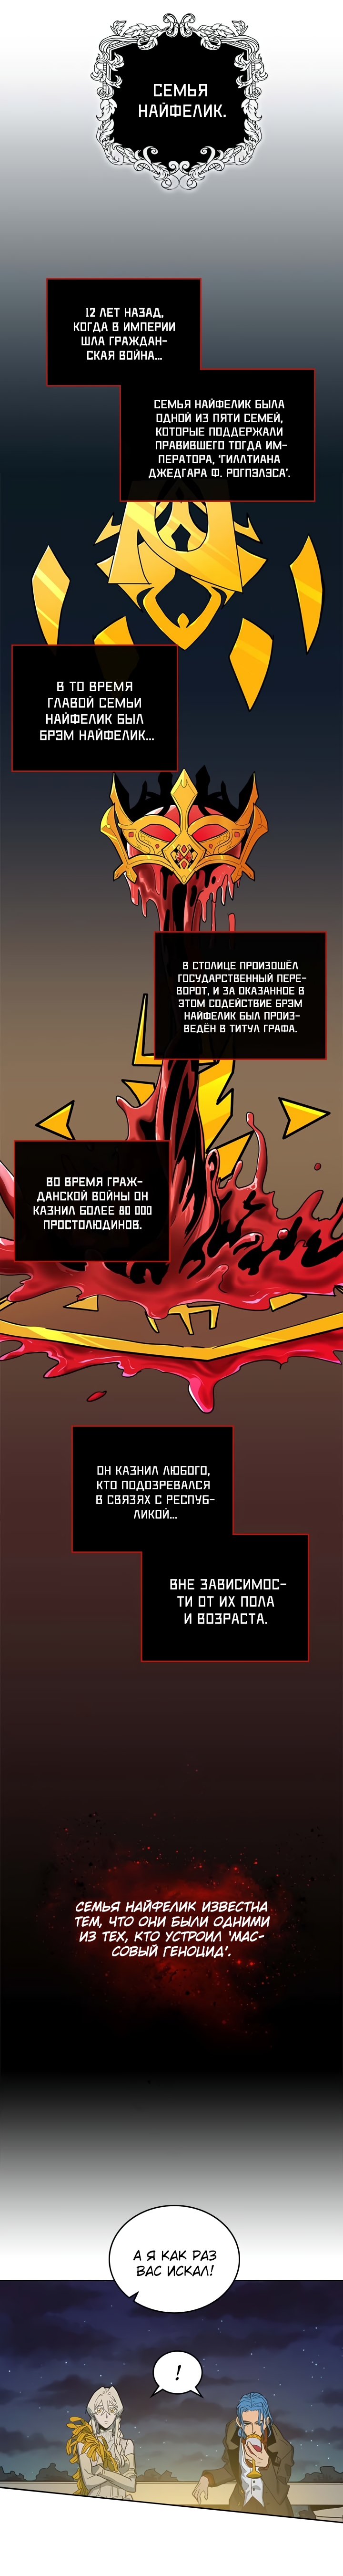 СЕМЬЯ
НАЙФЕЛИК.
12 ЛЕТ НАЗАД,
КОГДА В ИМПЕРИИ
ШЛА ГРАЖДАН-
СКАЯ ВОЙНА...
СЕМЬЯ НАЙФЕЛИК БЫЛА
ОДНОЙ ИЗ ПЯТИ СЕМЕЙ,
КОТОРЫЕ ПОДДЕРЖАЛИ
ПРАВИВШЕГО ТОГДА ИМ-
ПЕРАТОРА, 'ГИЛЛТИАНА
ДЖЕДГАРА Ф. РОГПЭЛЭСА'.
В ТО ВРЕМЯ
ГЛАВОЙ СЕМЬИ
НАЙФЕЛИК БЫЛ
БРЭМ НАЙФЕЛИК...
В СТОЛИЦЕ ПРОИЗОШЁЛ
ГОСУДАРСТВЕННЫЙ ПЕРЕ-
ВОРОТ, И ЗА ОКАЗАННОЕ В
ЭТОМ СОДЕЙСТВИЕ БРЭМ
НАЙФЕЛИК БЫЛ ПРОИЗ-
ВЕДЁН В ТИТУЛ ГРАФА.
ВО ВРЕМЯ ГРАЖ-
ДАНСКОЙ ВОЙНЫ ОН
КАЗНИЛ БОЛЕЕ 80 000
ПРОСТОЛЮДИНОВ.
ОН КАЗНИЛ ЛЮБОГО,
КТО ПОДОЗРЕВАЛСЯ
В СВЯЗЯХ С РЕСПУБ-
ЛИКОЙ...
ВНЕ ЗАВИСИМОС-
ТИ ОТ ИХ ПОЛА
И ВОЗРАСТА.
СЕМЬЯ НАЙФЕЛИК ИЗВЕСТНА
ТЕМ, ЧТО ОНИ БЫЛИ ОДНИМИ
ИЗ ТЕХ, КТО УСТРОИЛ 'МАС-
СОВЫЙ ГЕНОЦИД'.
А Я КАК РАЗ
ВАС ИСКАЛ!
!